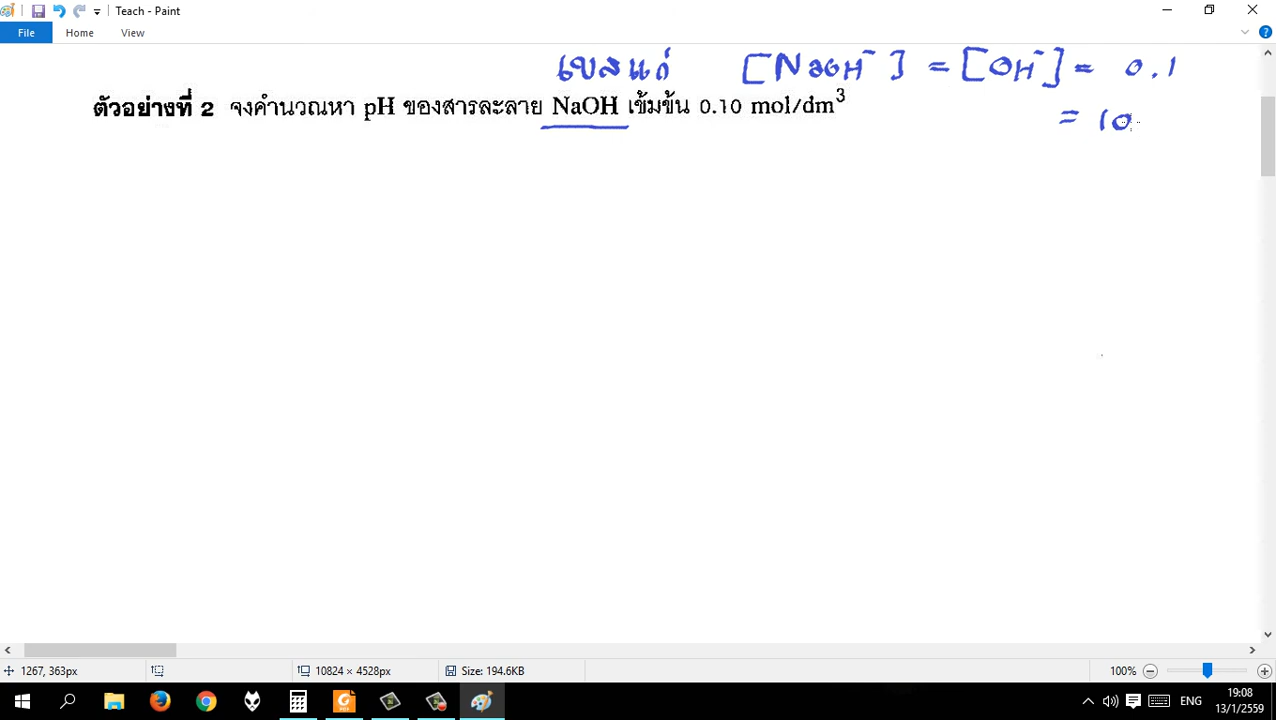 Teach - Paint
File Home View
เบสแก่ [NaOH⁻] = [OH⁻] = 0.1
ตัวอย่างที่ 2 จงคำนวณหา pH ของสารละลาย NaOH เข้มข้น 0.10 mol/dm³
= 10
1267, 363px 10824 × 4528px Size: 194.6KB 100%
ENG 19:08
13/1/2559